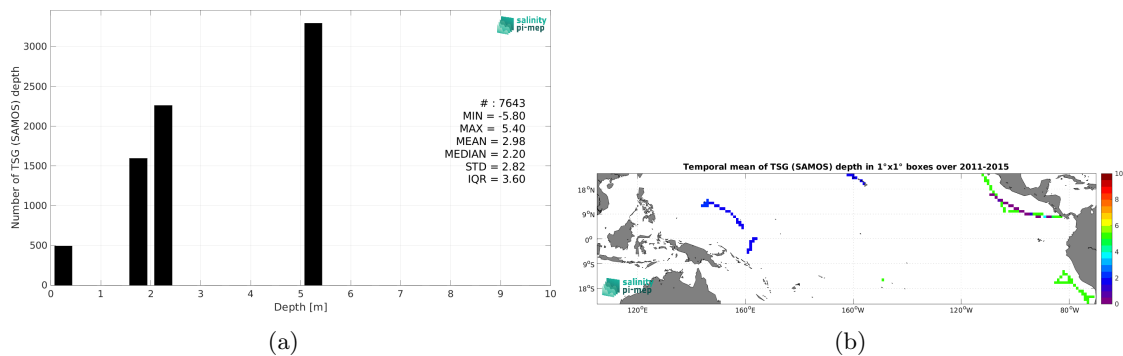 salinity
pi-mep
Number of TSG (SAMOS) depth
3000
2500
2000
1500
1000
500
0
# : 7643
MIN = -5.80
MAX = 5.40
MEAN = 2.98
MEDIAN = 2.20
STD = 2.82
IQR = 3.60
0 1 2 3 4 5 6 7 8 9 10
Depth [m]
(a)
Temporal mean of TSG (SAMOS) depth in 1°x1° boxes over 2011-2015
18°N
9°N
0°
9°S
18°S
salinity
pi-mep
120°E 160°E 160°W 120°W 80°W
10
8
6
4
2
0
(b)